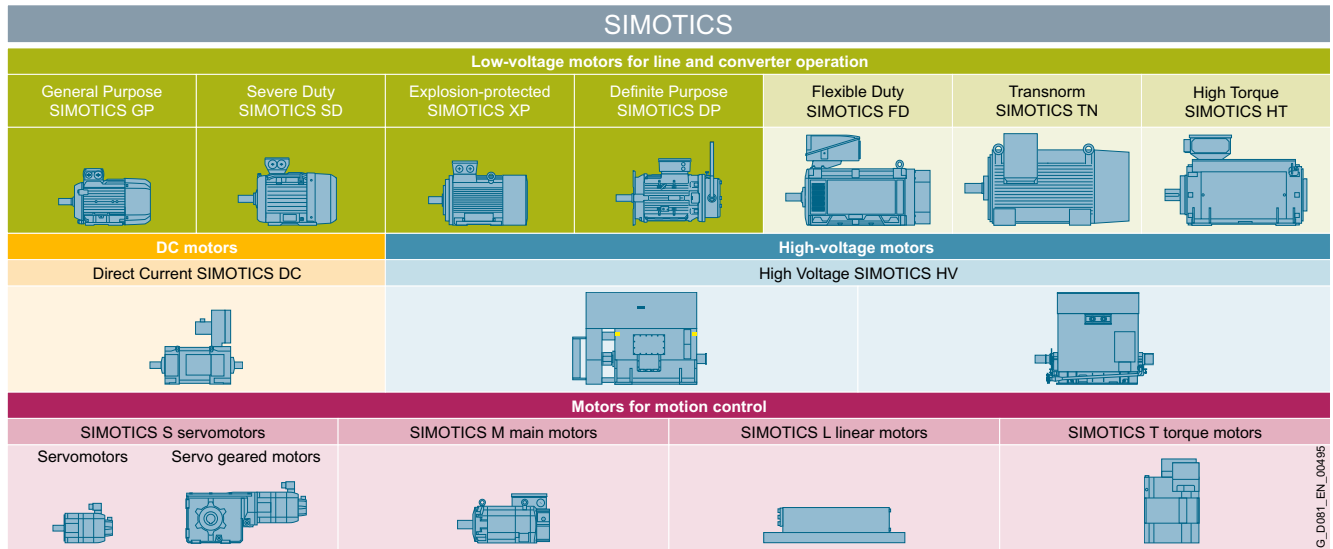 SIMOTICS
Low-voltage motors for line and converter operation
General Purpose
SIMOTICS GP
Severe Duty
SIMOTICS SD
Explosion-protected
SIMOTICS XP
Definite Purpose
SIMOTICS DP
Flexible Duty
SIMOTICS FD
Transnorm
SIMOTICS TN
High Torque
SIMOTICS HT
DC motors
High-voltage motors
Direct Current SIMOTICS DC
High Voltage SIMOTICS HV
Motors for motion control
SIMOTICS S servomotors
SIMOTICS M main motors
SIMOTICS L linear motors
SIMOTICS T torque motors
Servomotors
Servo geared motors
G_D081_EN_00495